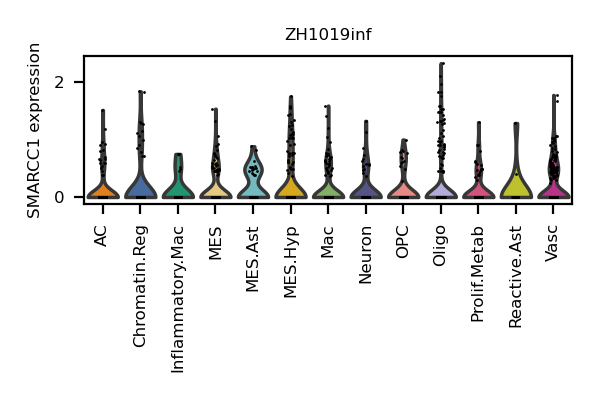 ZH1019inf
SMARCC1 expression
2
0
AC
Chromatin.Reg
Inflammatory.Mac
MES
MES.Ast
MES.Hyp
Mac
Neuron
OPC
Oligo
Prolif.Metab
Reactive.Ast
Vasc